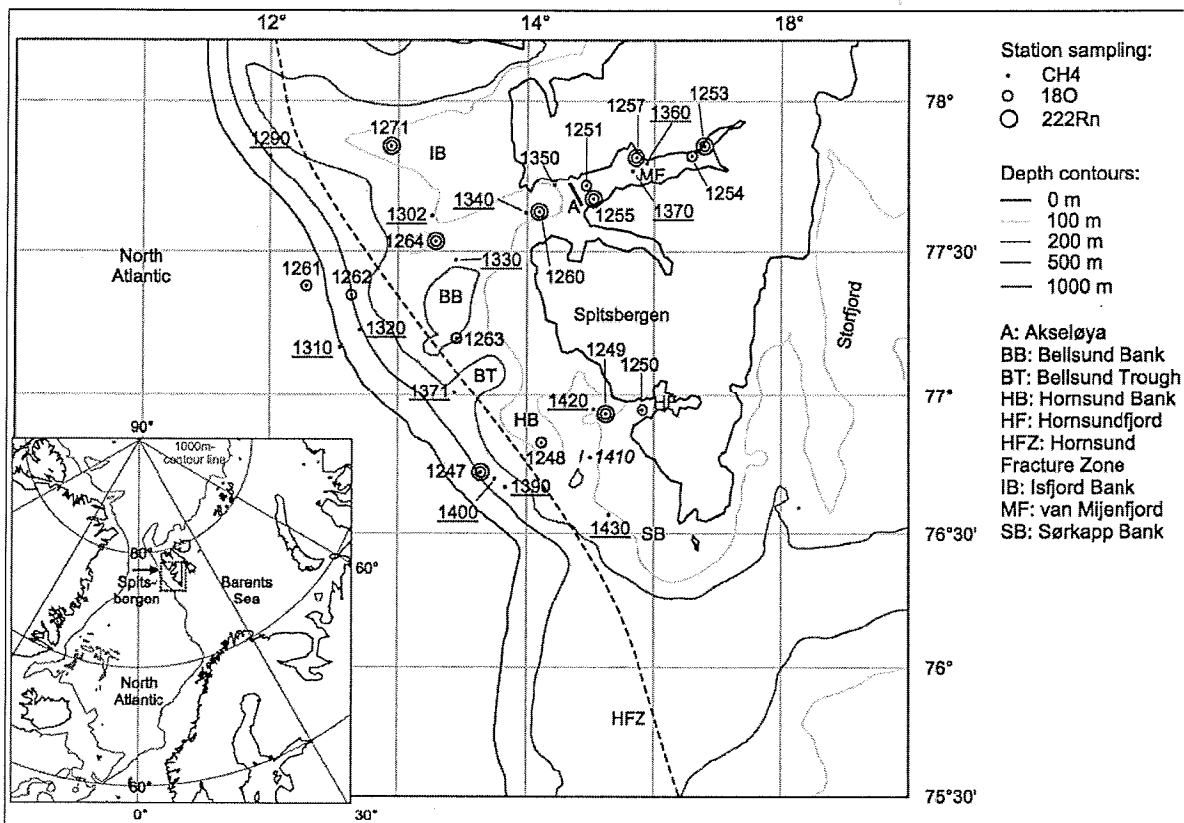 12°
14°
18°
Station sampling:
CH4
18O
222Rn
Depth contours:
0 m
100 m
200 m
500 m
1000 m
A: Akseløya
BB: Bellsund Bank
BT: Bellsund Trough
HB: Hornsund Bank
HF: Hornsundfjord
HFZ: Hornsund
Fracture Zone
IB: Isfjord Bank
MF: van Mijenfjord
SB: Sørkapp Bank
78°
77°30'
77°
76°30'
76°
75°30'
1290
1271
IB
1251
1257
1360
1253
1350
MF
1254
1302
1340
A
1255
1370
1264
1330
1260
North
Atlantic
1261
1262
BB
Spitsbergen
Storfjord
1320
1263
1310
BT
1249
1250
1371
1420
HF
HB
1248
1410
1247
1390
1400
1430
SB
HFZ
90°
1000m-
contour line
80°
60°
Spits-
bergen
Barents
Sea
North
Atlantic
60°
0°
30°